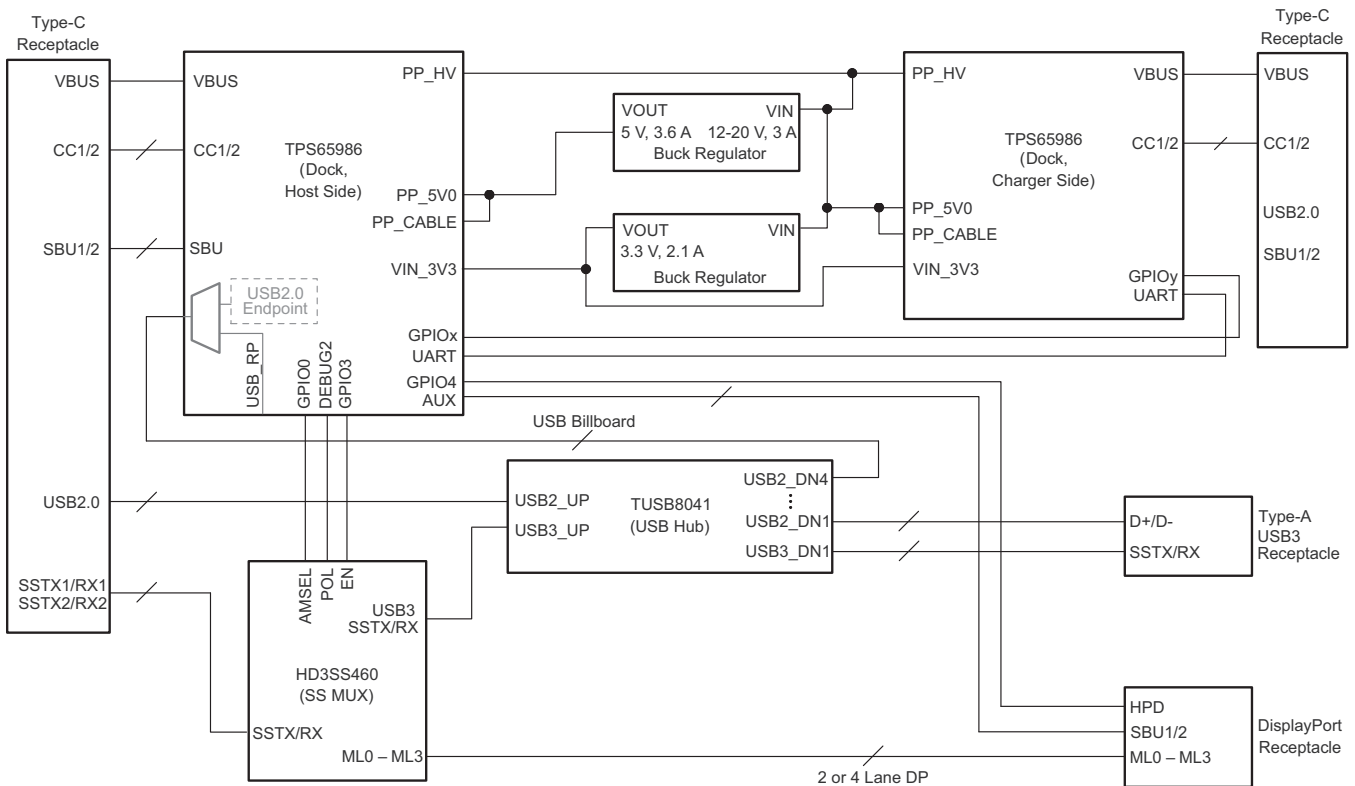 Type-C
Receptacle
VBUS
CC1/2
SBU1/2
USB2.0
SSTX1/RX1
SSTX2/RX2
VBUS
CC1/2
SBU
TPS65986
(Dock,
Host Side)
PP_HV
PP_5V0
PP_CABLE
VIN_3V3
GPIOx
UART
GPIO4
AUX
USB2.0
Endpoint
USB_RP
GPIO0
DEBUG2
GPIO3
VOUT VIN
5 V, 3.6 A 12-20 V, 3 A
Buck Regulator
VOUT VIN
3.3 V, 2.1 A
Buck Regulator
PP_HV
PP_5V0
PP_CABLE
VIN_3V3
TPS65986
(Dock,
Charger Side)
VBUS
CC1/2
GPIOy
UART
Type-C
Receptacle
VBUS
CC1/2
USB2.0
SBU1/2
USB Billboard
USB2_UP
USB3_UP
TUSB8041
(USB Hub)
USB2_DN4
USB2_DN1
USB3_DN1
D+/D-
SSTX/RX
Type-A
USB3
Receptacle
AMSEL
POL
EN
USB3
SSTX/RX
HD3SS460
(SS MUX)
SSTX/RX
ML0 – ML3
2 or 4 Lane DP
HPD
SBU1/2
ML0 – ML3
DisplayPort
Receptacle